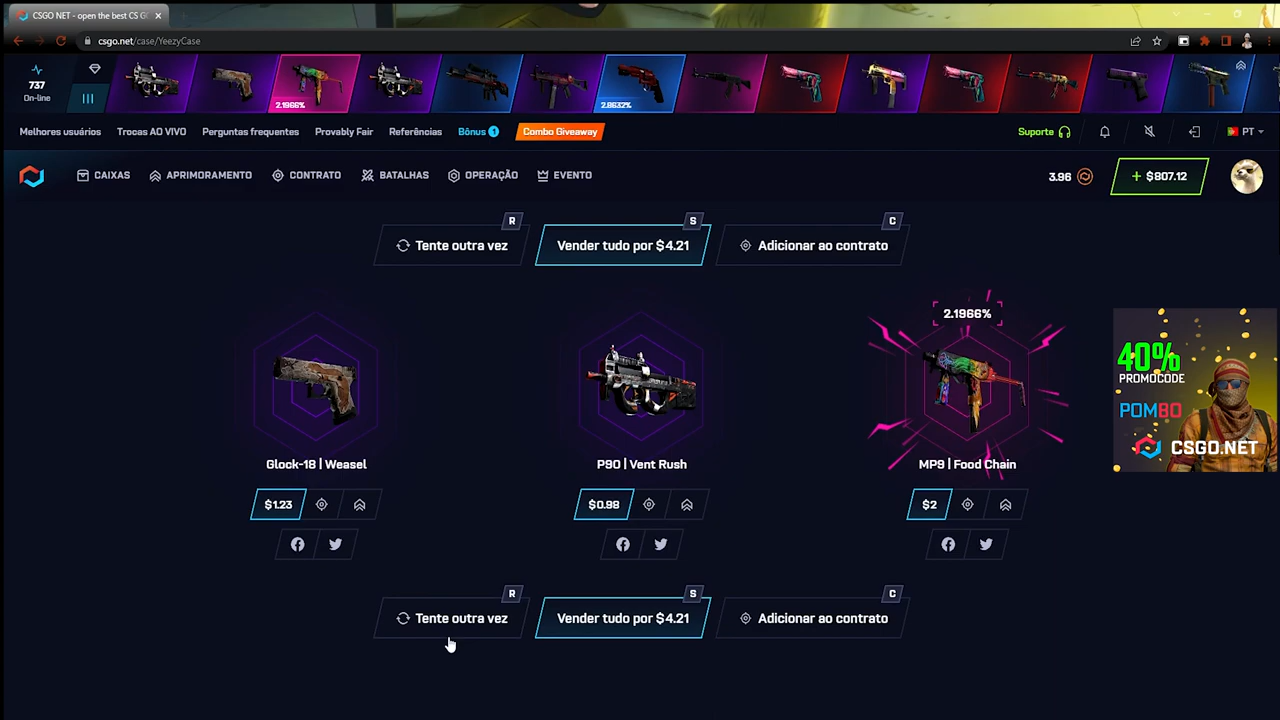 CSGO NET - open the best CS GO
csgo.net/case/YeezyCase
737
On-line
2.1966%
2.8632%
Melhores usuários
Trocas AO VIVO
Perguntas frequentes
Provably Fair
Referências
Bônus 1
Combo Giveaway
Suporte
PT
CAIXAS
APRIMORAMENTO
CONTRATO
BATALHAS
OPERAÇÃO
EVENTO
3.96
+ $807.12
R
S
C
Tente outra vez
Vender tudo por $4.21
Adicionar ao contrato
2.1966%
40%
PROMOCODE
POMBO
CSGO.NET
Glock-18 | Weasel
P90 | Vent Rush
MP9 | Food Chain
$1.23
$0.98
$2
R
S
C
Tente outra vez
Vender tudo por $4.21
Adicionar ao contrato